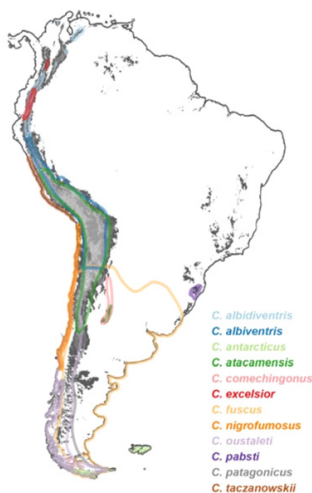 C. albidiventris
C. albiventris
C. antarcticus
C. atacamensis
C. comechingonus
C. excelsior
C. fuscus
C. nigrofumosus
C. oustaleti
C. pabsti
C. patagonicus
C. taczanowskii